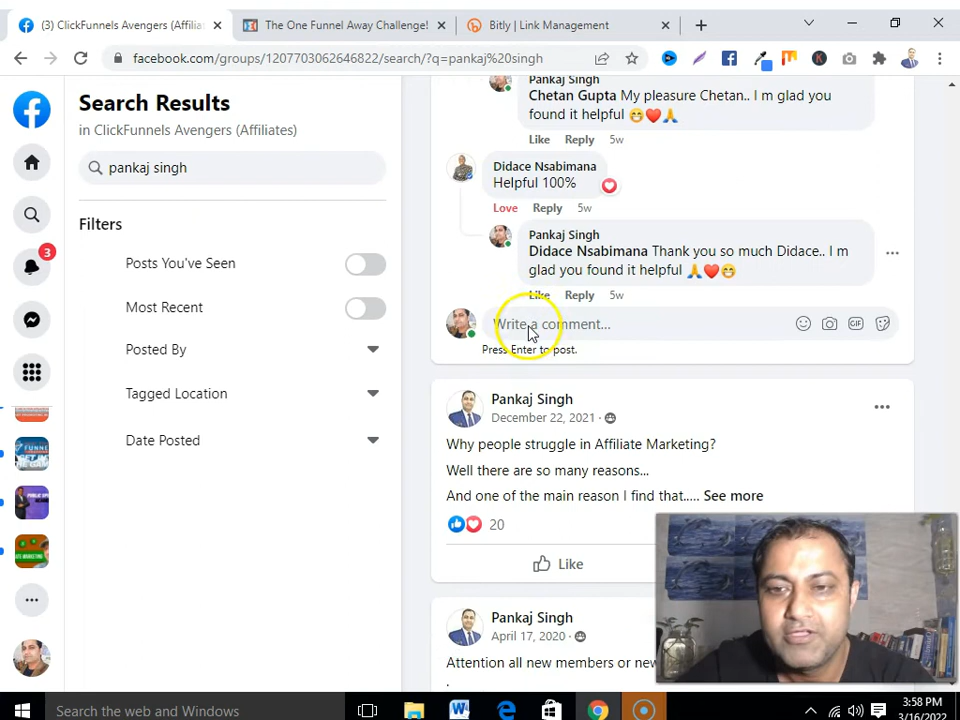 (3) ClickFunnels Avengers (Affilia
The One Funnel Away Challenge!
Bitly | Link Management
facebook.com/groups/1207703062646822/search/?q=pankaj%20singh
Search Results
in ClickFunnels Avengers (Affiliates)
pankaj singh
Filters
Posts You've Seen
Most Recent
Posted By
Tagged Location
Date Posted
3
Pankaj Singh
Chetan Gupta My pleasure Chetan.. I m glad you
found it helpful
Like Reply 5w
Didace Nsabimana
Helpful 100%
Love Reply 5w
Pankaj Singh
Didace Nsabimana Thank you so much Didace.. I m
glad you found it helpful
Like Reply 5w
Write a comment...
GIF
Press Enter to post.
Pankaj Singh
December 22, 2021 ·
Why people struggle in Affiliate Marketing?
Well there are so many reasons...
And one of the main reason I find that..... See more
20
Like
Pankaj Singh
April 17, 2020 ·
Attention all new members or new
.
Search the web and Windows
3:58 PM
3/16/2022